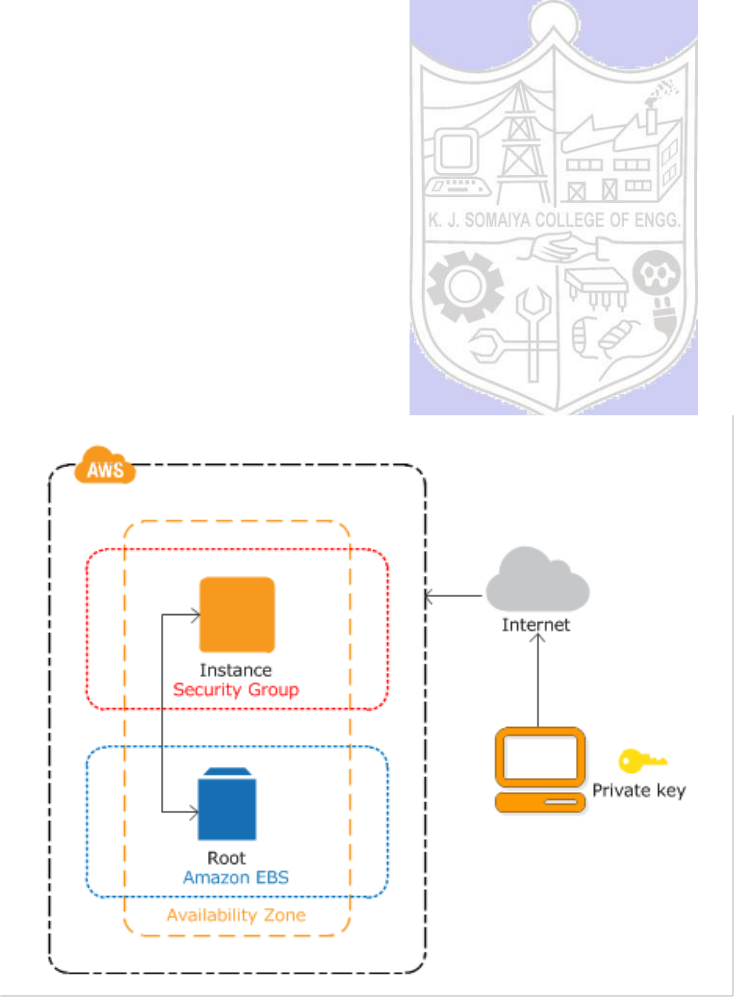 K. J. SOMAIYA COLLEGE OF ENGG.
AWS
Instance
Security Group
Root
Amazon EBS
Availability Zone
Internet
Private key